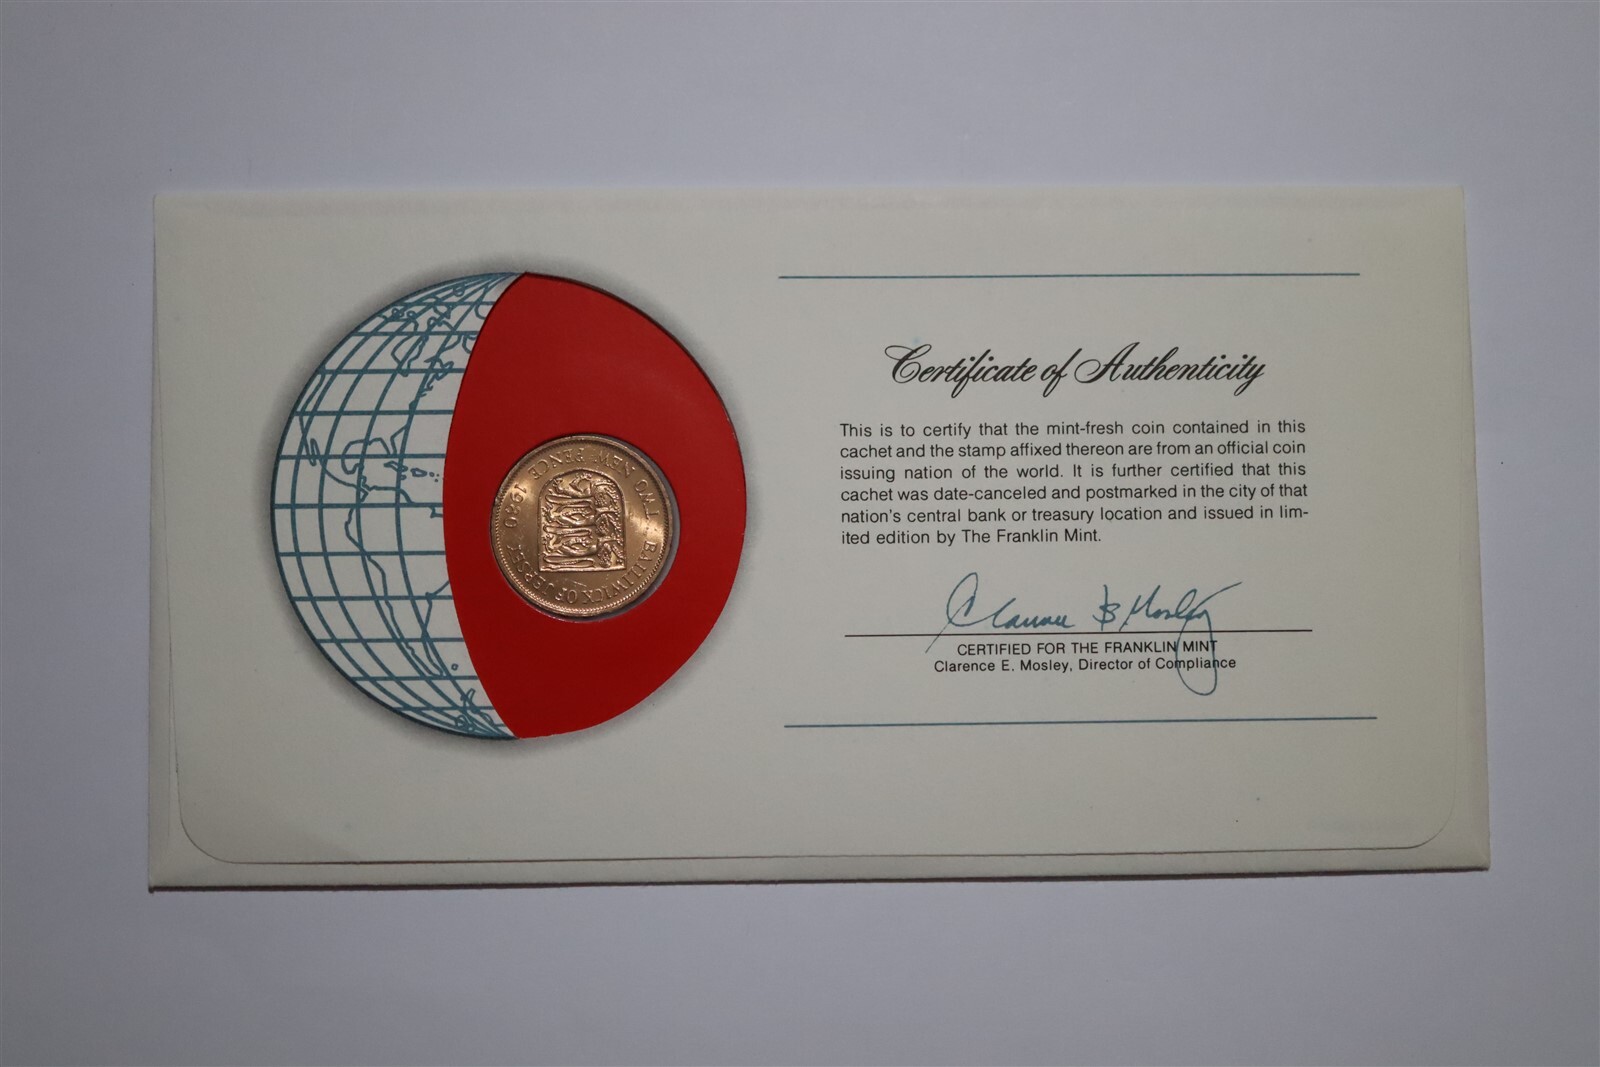 BAILIWICK OF JERSEY 1980
TWO NEW PENCE
Certificate of Authenticity
This is to certify that the mint-fresh coin contained in this
cachet and the stamp affixed thereon are from an official coin
issuing nation of the world. It is further certified that this
cachet was date-canceled and postmarked in the city of that
nation's central bank or treasury location and issued in lim-
ited edition by The Franklin Mint.
Clarence E Mosley
CERTIFIED FOR THE FRANKLIN MINT
Clarence E. Mosley, Director of Compliance